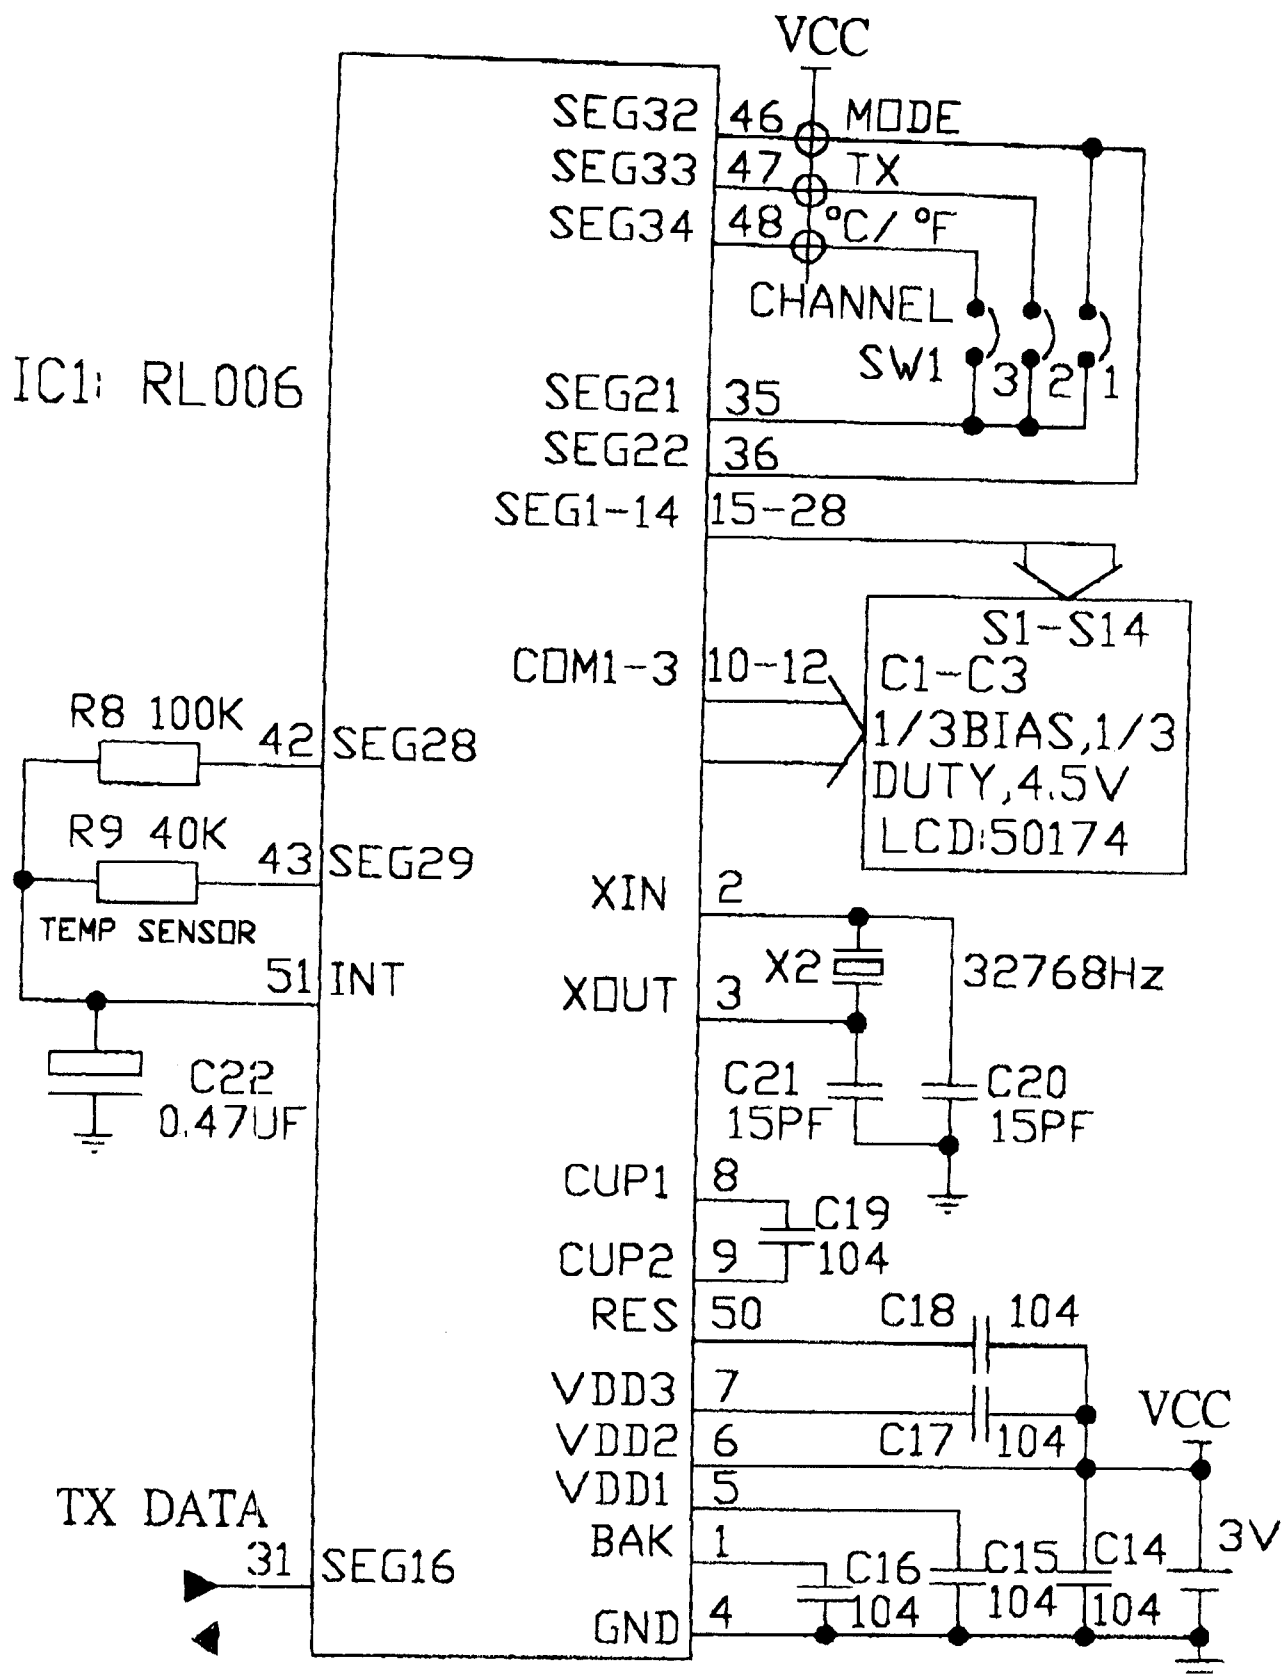 VCC
SEG32 46 MODE
SEG33 47 TX
SEG34 48 °C/ °F
CHANNEL
SW1 3 2 1
IC1: RL006
SEG21 35
SEG22 36
SEG1-14 15-28
S1-S14
COM1-3 10-12
C1-C3
1/3BIAS,1/3
DUTY,4.5V
LCD:50174
R8 100K
42 SEG28
R9 40K
43 SEG29
TEMP SENSOR
51 INT
XIN 2
X2 32768Hz
XOUT 3
C22
0.47UF
C21
15PF
C20
15PF
CUP1 8
C19
104
CUP2 9
RES 50
C18 104
VDD3 7
C17 104
VCC
VDD2 6
VDD1 5
BAK 1
C16
104
C15
104
C14
104
3V
TX DATA
31 SEG16
GND 4